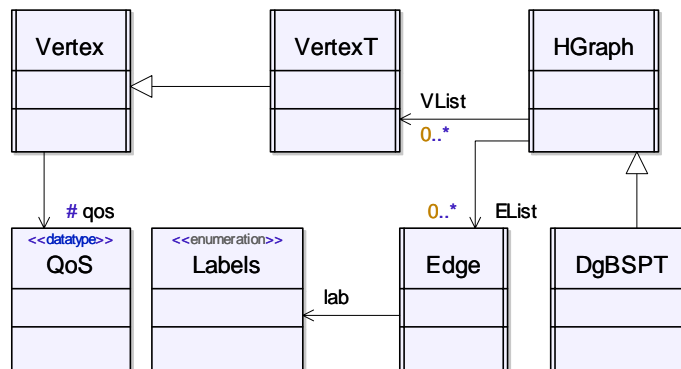 Vertex
VertexT
HGraph
VList
0..*
# qos
0..*
EList
<<datatype>>
QoS
<<enumeration>>
Labels
lab
Edge
DgBSPT